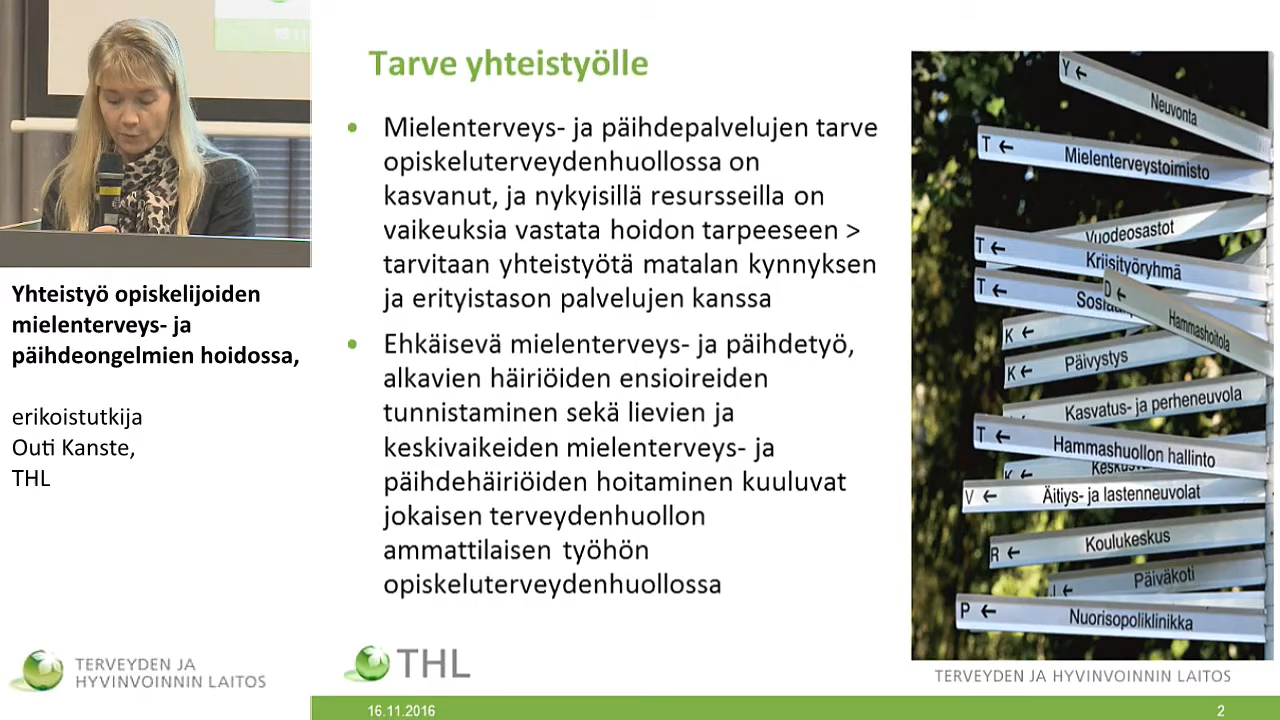 Yhteistyö opiskelijoiden
mielenterveys- ja
päihdeongelmien hoidossa,
erikoistutkija
Outi Kanste,
THL
TERVEYDEN JA
HYVINVOINNIN LAITOS
Tarve yhteistyölle
• Mielenterveys- ja päihdepalvelujen tarve
opiskeluterveydenhuollossa on
kasvanut, ja nykyisillä resursseilla on
vaikeuksia vastata hoidon tarpeeseen >
tarvitaan yhteistyötä matalan kynnyksen
ja erityistason palvelujen kanssa
• Ehkäisevä mielenterveys- ja päihdetyö,
alkavien häiriöiden ensioireiden
tunnistaminen sekä lievien ja
keskivaikeiden mielenterveys- ja
päihdehäiriöiden hoitaminen kuuluvat
jokaisen terveydenhuollon
ammattilaisen työhön
opiskeluterveydenhuollossa
Y ← Neuvonta
T ← Mielenterveystoimisto
Vuodeosastot
T ← Kriisityöryhmä
T ←
D ← Hammashoitola
K ←
K ← Päivystys
Kasvatus- ja perheneuvola
T ← Hammashuollon hallinto
K ←
V ← Äitiys- ja lastenneuvolat
R ← Koulukeskus
← Päiväkoti
P ← Nuorisopoliklinikka
THL
TERVEYDEN JA HYVINVOINNIN LAITOS
16.11.2016
2